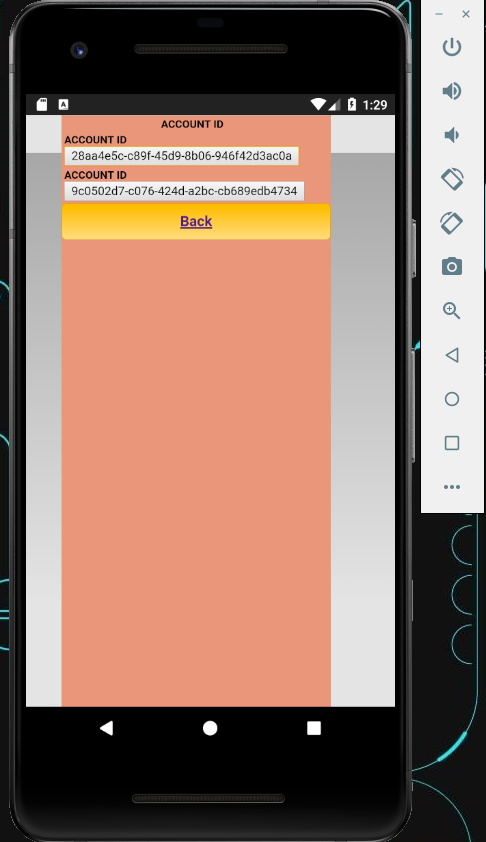 1:29
ACCOUNT ID
ACCOUNT ID
28aa4e5c-c89f-45d9-8b06-946f42d3ac0a
ACCOUNT ID
9c0502d7-c076-424d-a2bc-cb689edb4734
Back